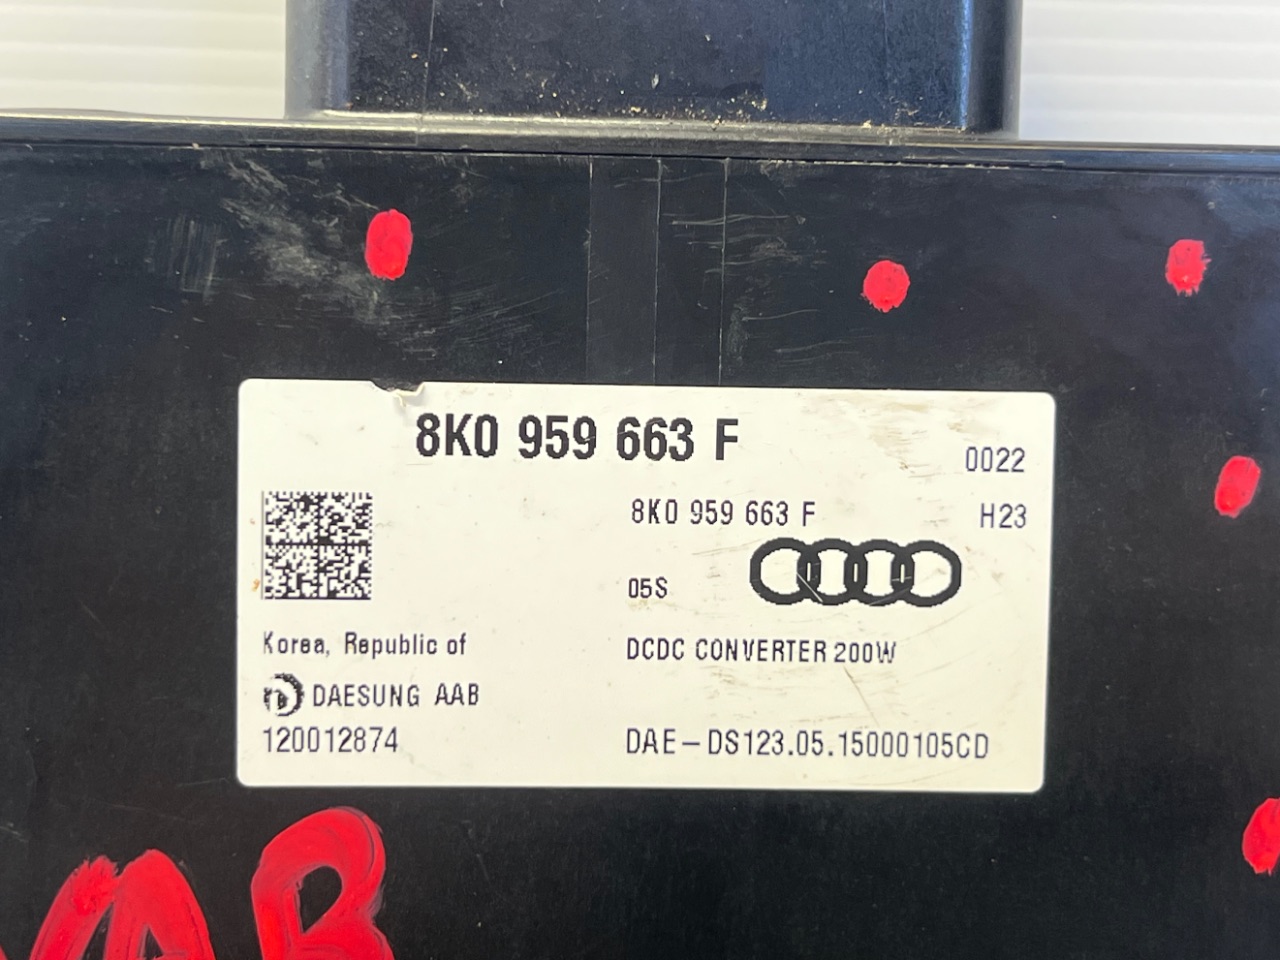 8K0 959 663 F
0022
8K0 959 663 F
H23
05S
Korea, Republic of
DCDC CONVERTER 200W
DAESUNG AAB
120012874
DAE-DS123.05.15000105CD